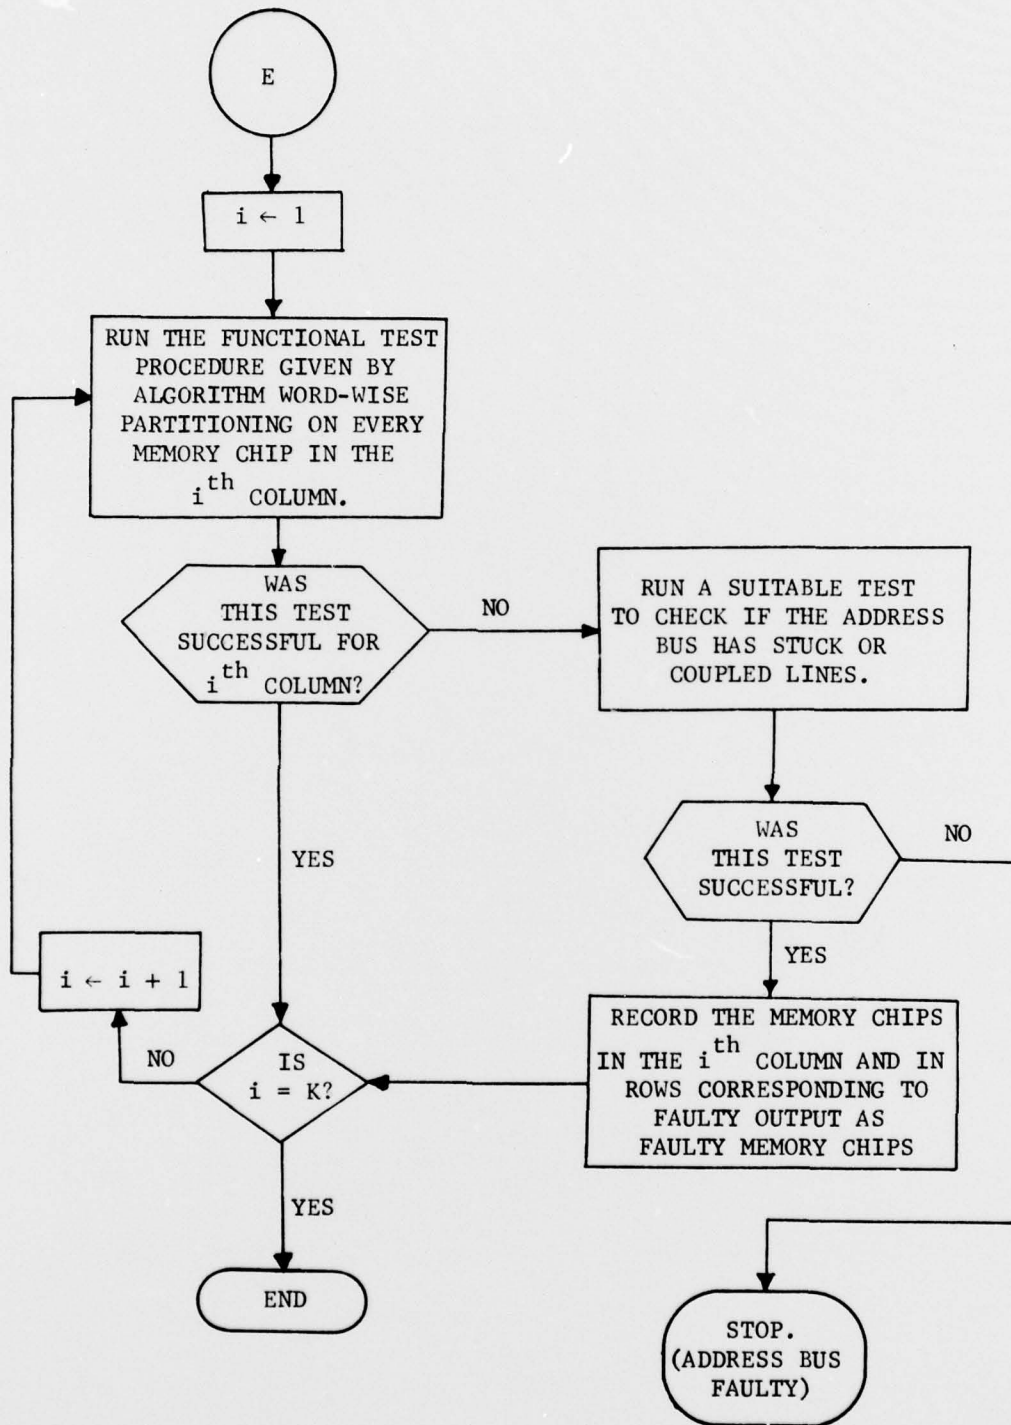 E
i ← 1
RUN THE FUNCTIONAL TEST
PROCEDURE GIVEN BY
ALGORITHM WORD-WISE
PARTITIONING ON EVERY
MEMORY CHIP IN THE
i^th COLUMN.
WAS
THIS TEST
SUCCESSFUL FOR
i^th COLUMN?
NO
RUN A SUITABLE TEST
TO CHECK IF THE ADDRESS
BUS HAS STUCK OR
COUPLED LINES.
YES
WAS
THIS TEST
SUCCESSFUL?
NO
YES
i ← i + 1
NO
IS
i = K?
RECORD THE MEMORY CHIPS
IN THE i^th COLUMN AND IN
ROWS CORRESPONDING TO
FAULTY OUTPUT AS
FAULTY MEMORY CHIPS
YES
END
STOP.
(ADDRESS BUS
FAULTY)